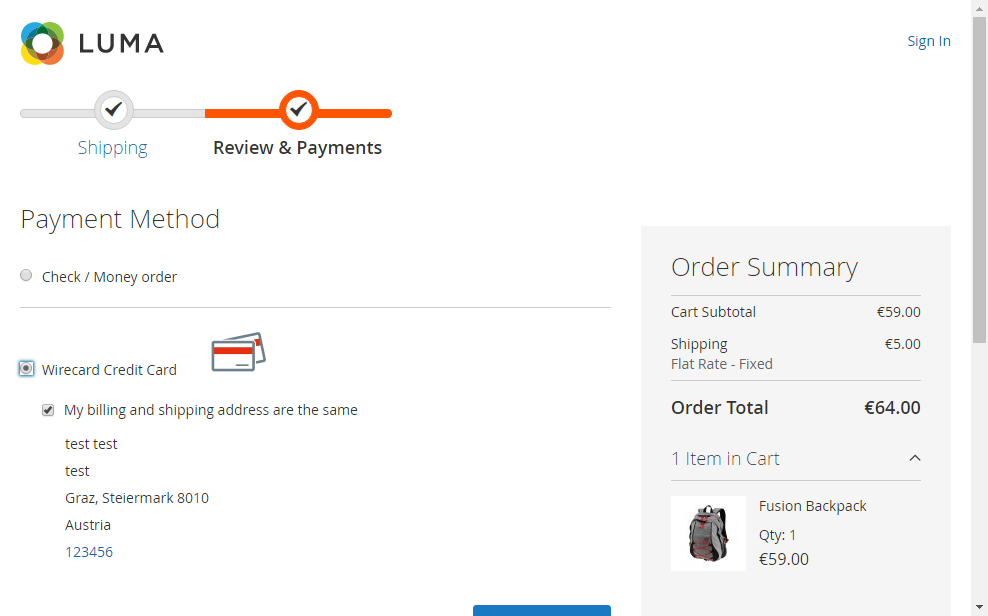 LUMA
Sign In
Shipping
Review & Payments
Payment Method
Check / Money order
Wirecard Credit Card
My billing and shipping address are the same
test test
test
Graz, Steiermark 8010
Austria
123456
Order Summary
Cart Subtotal €59.00
Shipping €5.00
Flat Rate - Fixed
Order Total €64.00
1 Item in Cart
Fusion Backpack
Qty: 1
€59.00